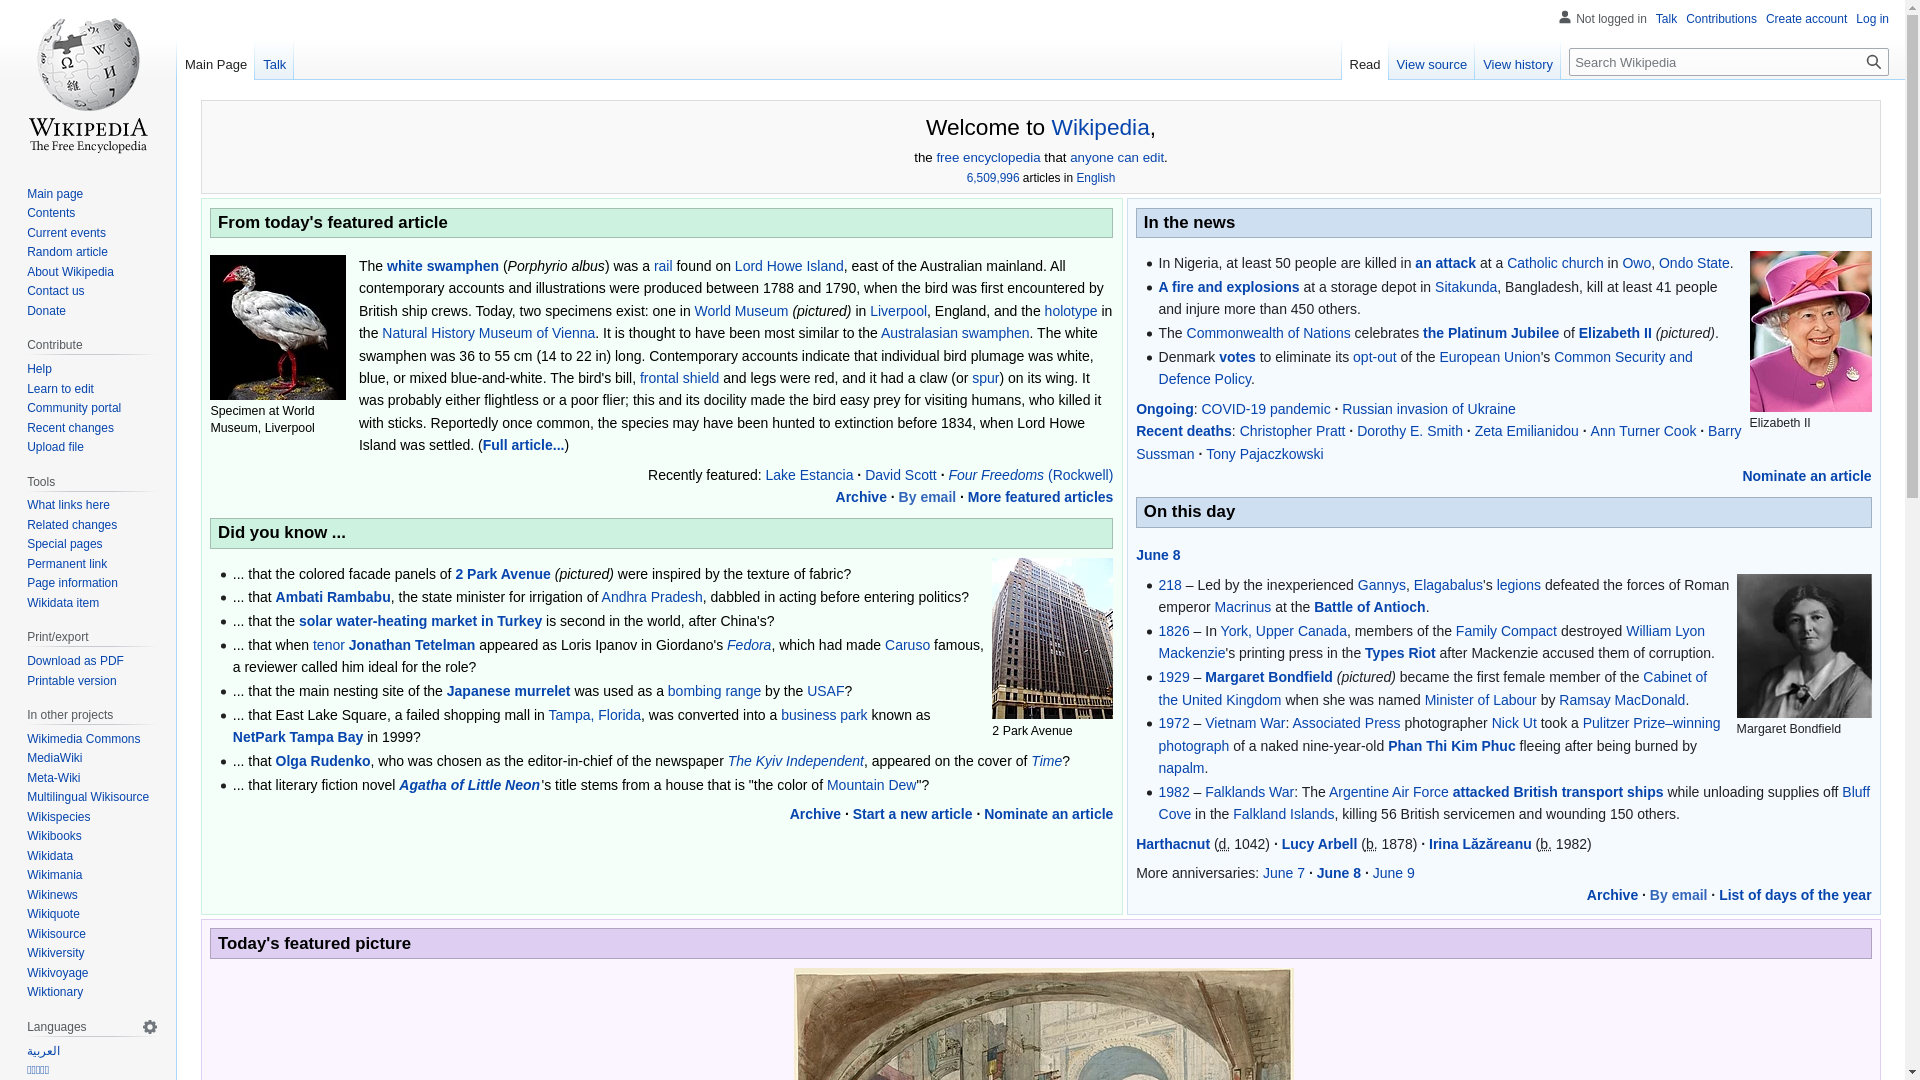 Not logged in Talk Contributions Create account Log in
Main Page Talk
Read View source View history Search Wikipedia
WIKIPEDIA
The Free Encyclopedia
Main page
Contents
Current events
Random article
About Wikipedia
Contact us
Donate
Contribute
Help
Learn to edit
Community portal
Recent changes
Upload file
Tools
What links here
Related changes
Special pages
Permanent link
Page information
Wikidata item
Print/export
Download as PDF
Printable version
In other projects
Wikimedia Commons
MediaWiki
Meta-Wiki
Multilingual Wikisource
Wikispecies
Wikibooks
Wikidata
Wikimania
Wikinews
Wikiquote
Wikisource
Wikiversity
Wikivoyage
Wiktionary
Languages
العربية
Welcome to Wikipedia,
the free encyclopedia that anyone can edit.
6,509,996 articles in English
From today's featured article
Specimen at World
Museum, Liverpool
The white swamphen (Porphyrio albus) was a rail found on Lord Howe Island, east of the Australian mainland. All
contemporary accounts and illustrations were produced between 1788 and 1790, when the bird was first encountered by
British ship crews. Today, two specimens exist: one in World Museum (pictured) in Liverpool, England, and the holotype in
the Natural History Museum of Vienna. It is thought to have been most similar to the Australasian swamphen. The white
swamphen was 36 to 55 cm (14 to 22 in) long. Contemporary accounts indicate that individual bird plumage was white,
blue, or mixed blue-and-white. The bird's bill, frontal shield and legs were red, and it had a claw (or spur) on its wing. It
was probably either flightless or a poor flier; this and its docility made the bird easy prey for visiting humans, who killed it
with sticks. Reportedly once common, the species may have been hunted to extinction before 1834, when Lord Howe
Island was settled. (Full article...)
Recently featured: Lake Estancia · David Scott · Four Freedoms (Rockwell)
Archive · By email · More featured articles
Did you know ...
... that the colored facade panels of 2 Park Avenue (pictured) were inspired by the texture of fabric?
... that Ambati Rambabu, the state minister for irrigation of Andhra Pradesh, dabbled in acting before entering politics?
... that the solar water-heating market in Turkey is second in the world, after China's?
... that when tenor Jonathan Tetelman appeared as Loris Ipanov in Giordano's Fedora, which had made Caruso famous,
a reviewer called him ideal for the role?
... that the main nesting site of the Japanese murrelet was used as a bombing range by the USAF?
... that East Lake Square, a failed shopping mall in Tampa, Florida, was converted into a business park known as
NetPark Tampa Bay in 1999?
... that Olga Rudenko, who was chosen as the editor-in-chief of the newspaper The Kyiv Independent, appeared on the cover of Time?
... that literary fiction novel Agatha of Little Neon's title stems from a house that is "the color of Mountain Dew"?
2 Park Avenue
Archive · Start a new article · Nominate an article
In the news
In Nigeria, at least 50 people are killed in an attack at a Catholic church in Owo, Ondo State.
A fire and explosions at a storage depot in Sitakunda, Bangladesh, kill at least 41 people
and injure more than 450 others.
The Commonwealth of Nations celebrates the Platinum Jubilee of Elizabeth II (pictured).
Denmark votes to eliminate its opt-out of the European Union's Common Security and
Defence Policy.
Elizabeth II
Ongoing: COVID-19 pandemic · Russian invasion of Ukraine
Recent deaths: Christopher Pratt · Dorothy E. Smith · Zeta Emilianidou · Ann Turner Cook · Barry
Sussman · Tony Pajaczkowski
Nominate an article
On this day
June 8
218 – Led by the inexperienced Gannys, Elagabalus's legions defeated the forces of Roman
emperor Macrinus at the Battle of Antioch.
1826 – In York, Upper Canada, members of the Family Compact destroyed William Lyon
Mackenzie's printing press in the Types Riot after Mackenzie accused them of corruption.
1929 – Margaret Bondfield (pictured) became the first female member of the Cabinet of
the United Kingdom when she was named Minister of Labour by Ramsay MacDonald.
1972 – Vietnam War: Associated Press photographer Nick Ut took a Pulitzer Prize–winning
photograph of a naked nine-year-old Phan Thi Kim Phuc fleeing after being burned by
napalm.
1982 – Falklands War: The Argentine Air Force attacked British transport ships while unloading supplies off Bluff
Cove in the Falkland Islands, killing 56 British servicemen and wounding 150 others.
Margaret Bondfield
Harthacnut (d. 1042) · Lucy Arbell (b. 1878) · Irina Lăzăreanu (b. 1982)
More anniversaries: June 7 · June 8 · June 9
Archive · By email · List of days of the year
Today's featured picture